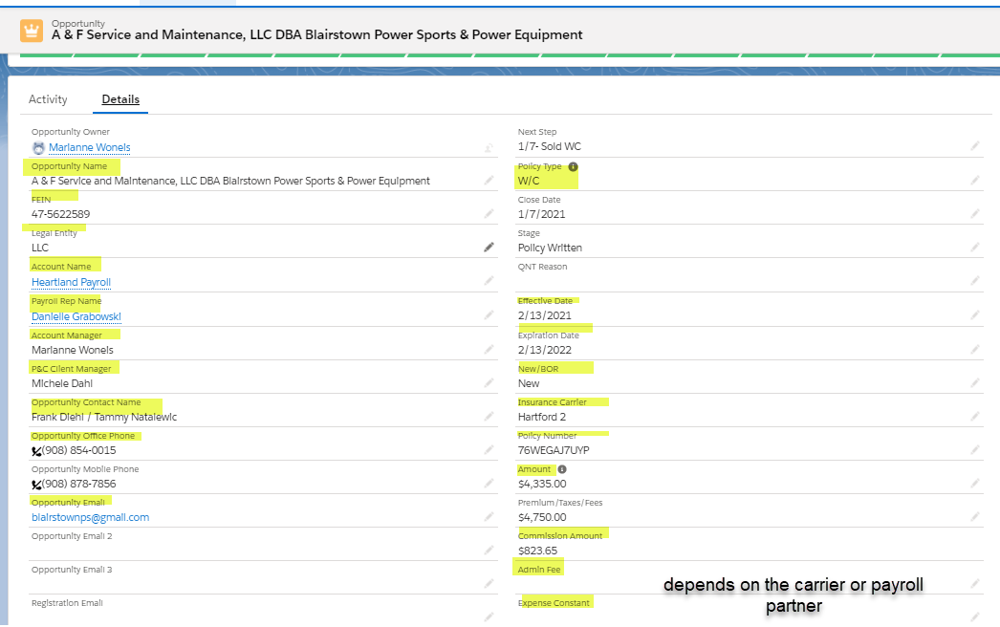 Opportunity
A & F Service and Maintenance, LLC DBA Blairstown Power Sports & Power Equipment
Activity
Details
Opportunity Owner
Marianne Wonels
Opportunity Name
A & F Service and Maintenance, LLC DBA Blairstown Power Sports & Power Equipment
FEIN
47-5622589
Legal Entity
LLC
Account Name
Heartland Payroll
Payroll Rep Name
Danielle Grabowski
Account Manager
Marianne Wonels
P&C Client Manager
Michele Dahl
Opportunity Contact Name
Frank Diehl / Tammy Natalewic
Opportunity Office Phone
(908) 854-0015
Opportunity Mobile Phone
(908) 878-7856
Opportunity Email
blairstownps@gmail.com
Opportunity Email 2
Opportunity Email 3
Registration Email
Next Step
1/7- Sold WC
Policy Type
W/C
Close Date
1/7/2021
Stage
Policy Written
QNT Reason
Effective Date
2/13/2021
Expiration Date
2/13/2022
New/BOR
New
Insurance Carrier
Hartford 2
Policy Number
76WEGAJ7UYP
Amount
$4,335.00
Premium/Taxes/Fees
$4,750.00
Commission Amount
$823.65
Admin Fee
Expense Constant
depends on the carrier or payroll
partner